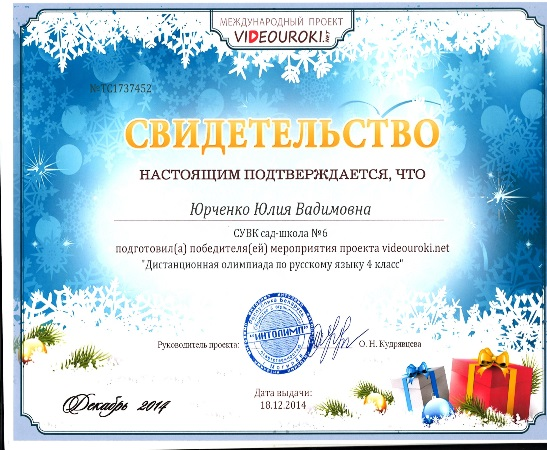 МЕЖДУНАРОДНЫЙ ПРОЕКТ
VIDEOUROKI.net
№ТС1737452
СВИДЕТЕЛЬСТВО
НАСТОЯЩИМ ПОДТВЕРЖДАЕТСЯ, ЧТО
Юрченко Юлия Вадимовна
СУВК сад-школа №6
подготовил(а) победителя(ей) мероприятия проекта videouroki.net
"Дистанционная олимпиада по русскому языку 4 класс"
"ИНТОЛИМП"
Руководитель проекта:
О. Н. Кудрявцева
Дата выдачи:
18.12.2014
Декабрь 2014